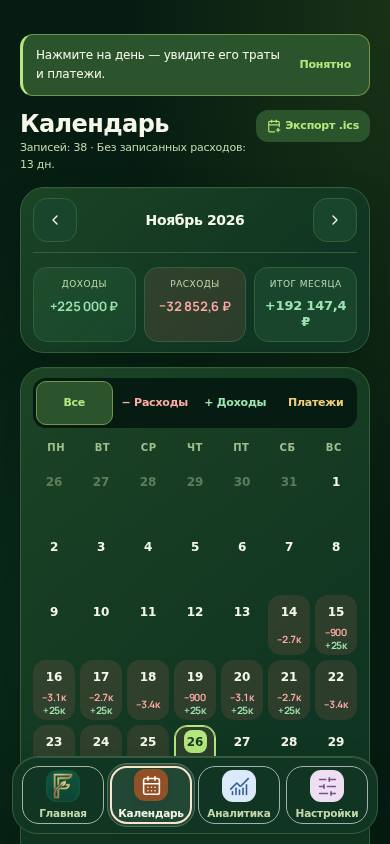 Нажмите на день — увидите его траты
и платежи.
Понятно
Календарь
Экспорт .ics
Записей: 38 · Без записанных расходов:
13 дн.
Ноябрь 2026
ДОХОДЫ РАСХОДЫ ИТОГ МЕСЯЦА
+225 000 ₽ −32 852,6 ₽ +192 147,4
₽
Все − Расходы + Доходы Платежи
ПН ВТ СР ЧТ ПТ СБ ВС
26 27 28 29 30 31 1
2 3 4 5 6 7 8
9 10 11 12 13 14 15
−2.7к −900
+25к
16 17 18 19 20 21 22
−3.1к −2.7к −3.4к −900 −3.1к −2.7к −3.4к
+25к +25к +25к +25к +25к
23 24 25 26 27 28 29
Главная Календарь Аналитика Настройки